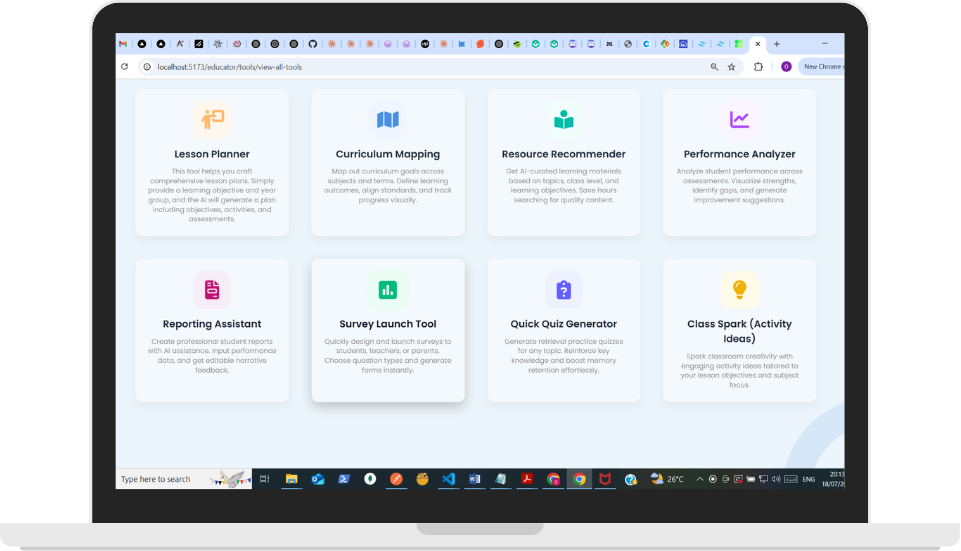 localhost:5173/educator/tools/view-all-tools
New Chrome
Lesson Planner
This tool helps you craft
comprehensive lesson plans. Simply
provide a learning objective and year
group, and the AI will generate a plan
including objectives, activities, and
assessments.
Curriculum Mapping
Map out curriculum goals across
subjects and terms. Define learning
outcomes, align standards, and track
progress visually.
Resource Recommender
Get AI-curated learning materials
based on topics, class level, and
learning objectives. Save hours
searching for quality content.
Performance Analyzer
Analyze student performance across
assessments. Visualize strengths,
identify gaps, and generate
improvement suggestions.
Reporting Assistant
Create professional student reports
with AI assistance. Input performance
data, and get editable narrative
feedback.
Survey Launch Tool
Quickly design and launch surveys to
students, teachers, or parents.
Choose question types and generate
forms instantly.
Quick Quiz Generator
Generate retrieval practice quizzes
for any topic. Reinforce key
knowledge and boost memory
retention effortlessly.
Class Spark (Activity
Ideas)
Spark classroom creativity with
engaging activity ideas tailored to
your lesson objectives and subject
focus.
Type here to search
26°C
ENG
20:13
18/07/2